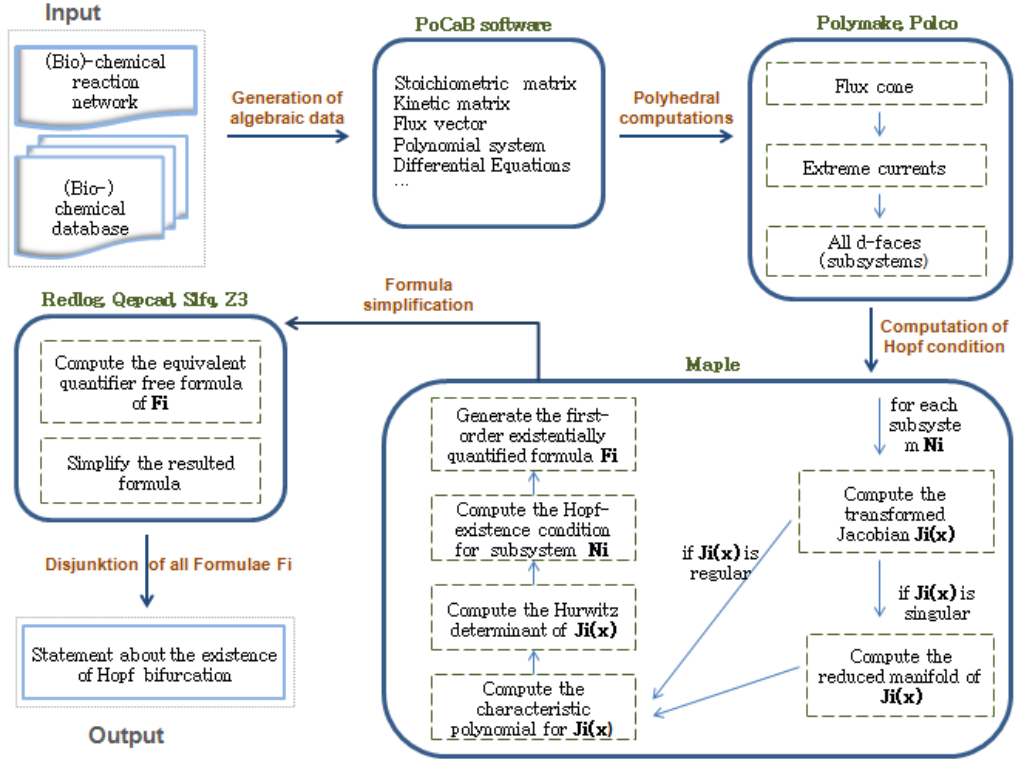 Input
(Bio)-chemical
reaction
network
(Bio-)
chemical
database
Generation of
algebraic data
PoCaB software
Stoichiometric matrix
Kinetic matrix
Flux vector
Polynomial system
Differential Equations
...
Polyhedral
computations
Polymake, Polco
Flux cone
Extreme currents
All d-faces
(subsystems)
Computation of
Hopf condition
Maple
for each
subsyste
m Ni
Compute the
transformed
Jacobian Ji(x)
if Ji(x) is
singular
Compute the
reduced manifold of
Ji(x)
if Ji(x) is
regular
Compute the
characteristic
polynomial for Ji(x)
Compute the Hurwitz
determinant of Ji(x)
Compute the Hopf-
existence condition
for subsystem Ni
Generate the first-
order existentially
quantified formula Fi
Formula
simplification
Redlog, Qepcad, Slfq, Z3
Compute the equivalent
quantifier free formula
of Fi
Simplify the resulted
formula
Disjunktion of all Formulae Fi
Statement about the existence
of Hopf bifurcation
Output